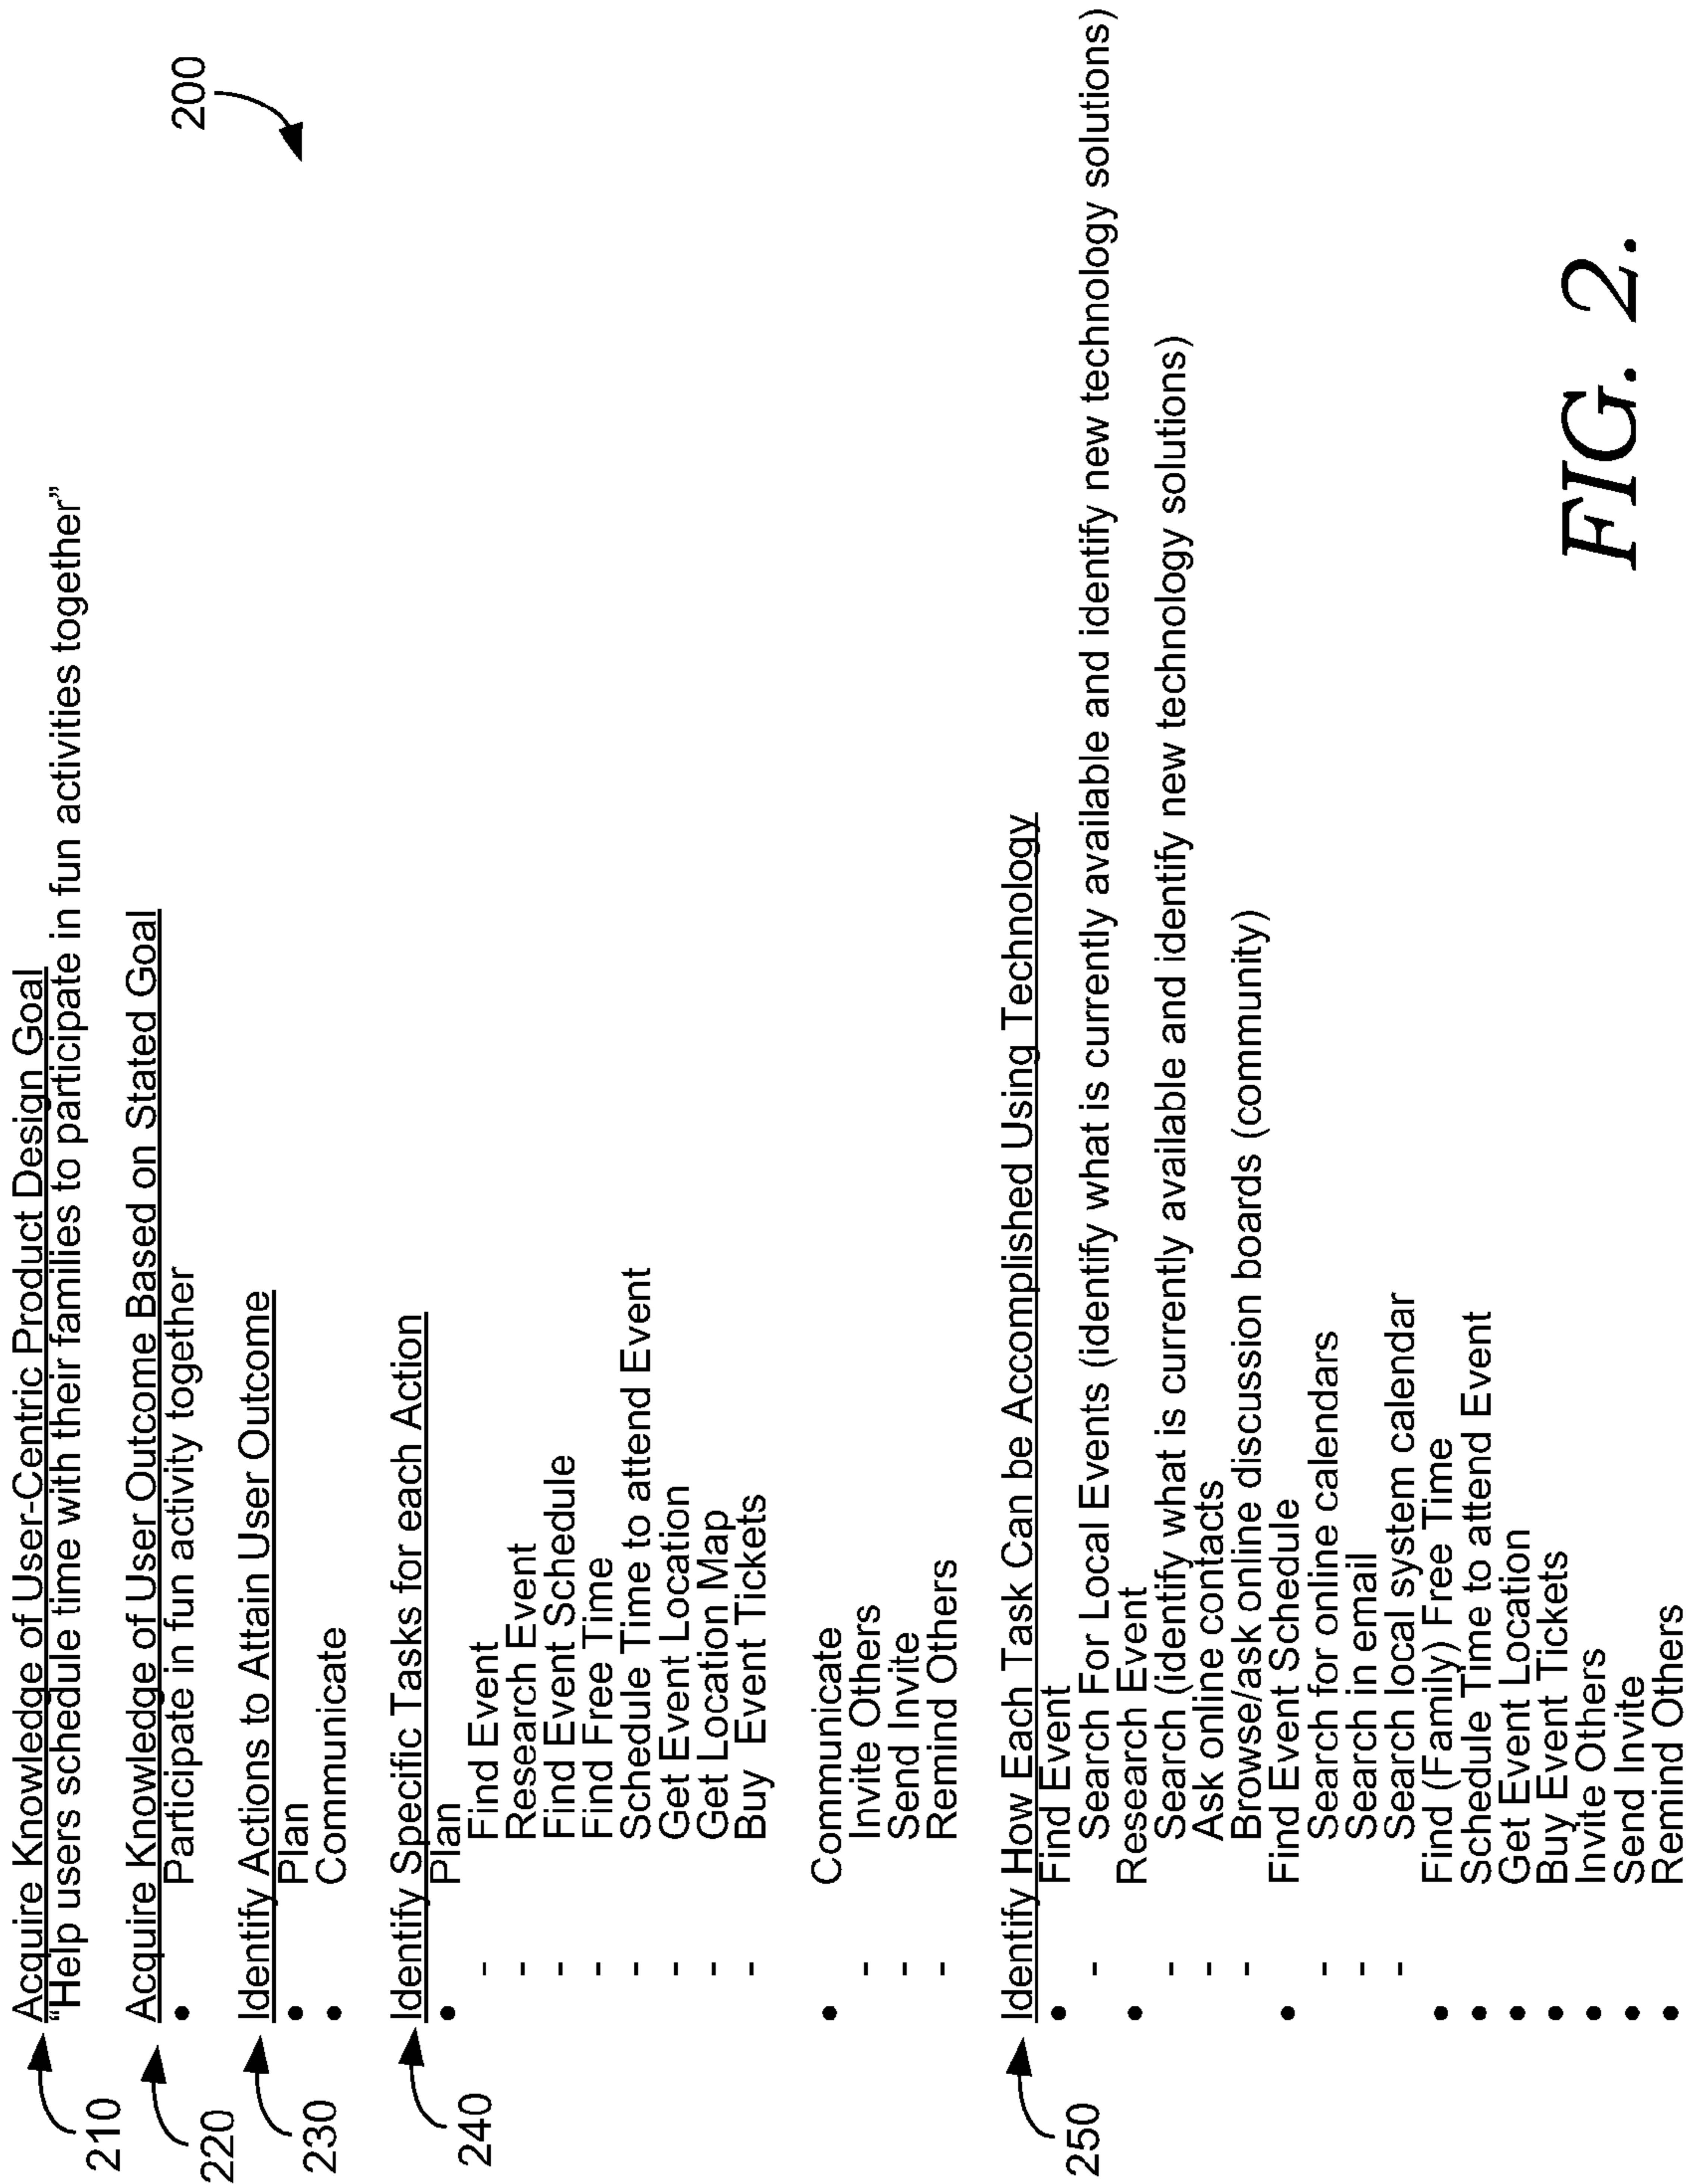 200
210
Acquire Knowledge of User-Centric Product Design Goal
“Help users schedule time with their families to participate in fun activities together”
220
Acquire Knowledge of User Outcome Based on Stated Goal
• Participate in fun activity together
230
Identify Actions to Attain User Outcome
• Plan
• Communicate
240
Identify Specific Tasks for each Action
• Plan
- Find Event
- Research Event
- Find Event Schedule
- Find Free Time
- Schedule Time to attend Event
- Get Event Location
- Get Location Map
- Buy Event Tickets
• Communicate
- Invite Others
- Send Invite
- Remind Others
250
Identify How Each Task Can be Accomplished Using Technology
• Find Event
- Search For Local Events (identify what is currently available and identify new technology solutions)
• Research Event
- Search (identify what is currently available and identify new technology solutions)
- Ask online contacts
- Browse/ask online discussion boards (community)
• Find Event Schedule
- Search for online calendars
- Search in email
- Search local system calendar
• Find (Family) Free Time
• Schedule Time to attend Event
• Get Event Location
• Buy Event Tickets
• Invite Others
• Send Invite
• Remind Others
FIG. 2.